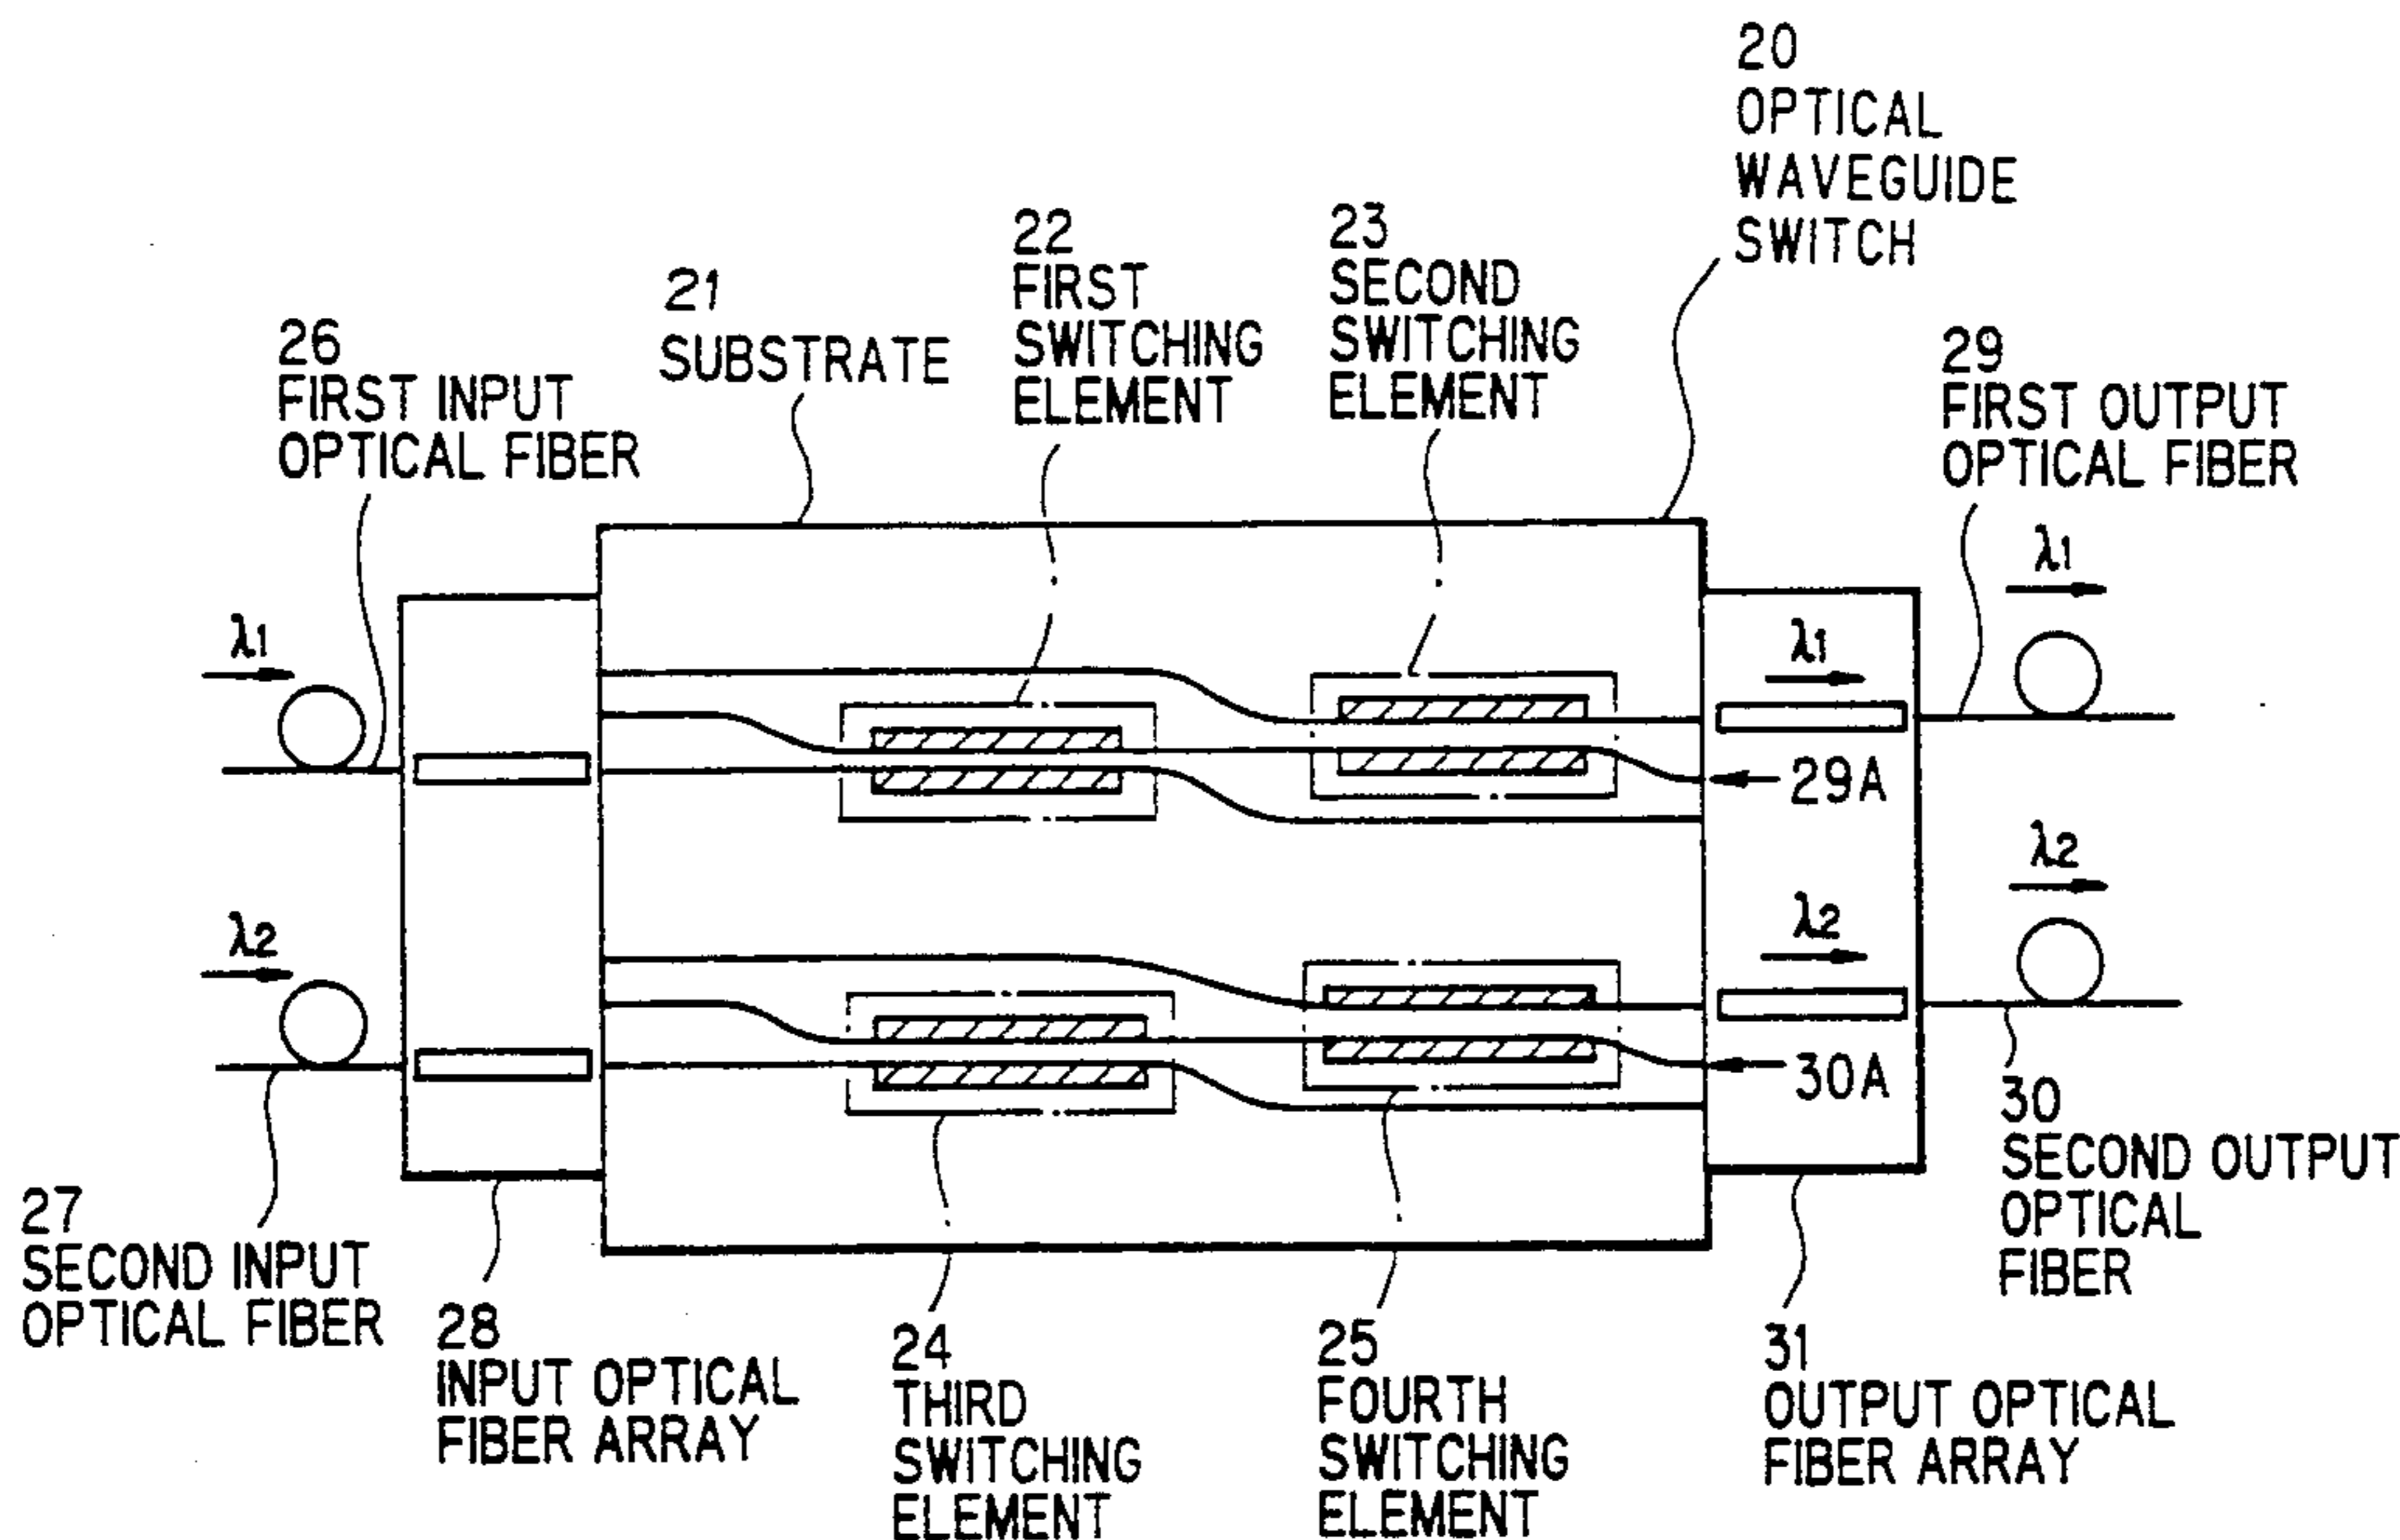 20
OPTICAL
WAVEGUIDE
SWITCH
22
FIRST
SWITCHING
ELEMENT
23
SECOND
SWITCHING
ELEMENT
21
SUBSTRATE
26
FIRST INPUT
OPTICAL FIBER
29
FIRST OUTPUT
OPTICAL FIBER
λ1
λ1
λ1
29A
λ2
λ2
λ2
30A
30
SECOND OUTPUT
OPTICAL
FIBER
27
SECOND INPUT
OPTICAL FIBER
28
INPUT OPTICAL
FIBER ARRAY
24
THIRD
SWITCHING
ELEMENT
25
FOURTH
SWITCHING
ELEMENT
31
OUTPUT OPTICAL
FIBER ARRAY